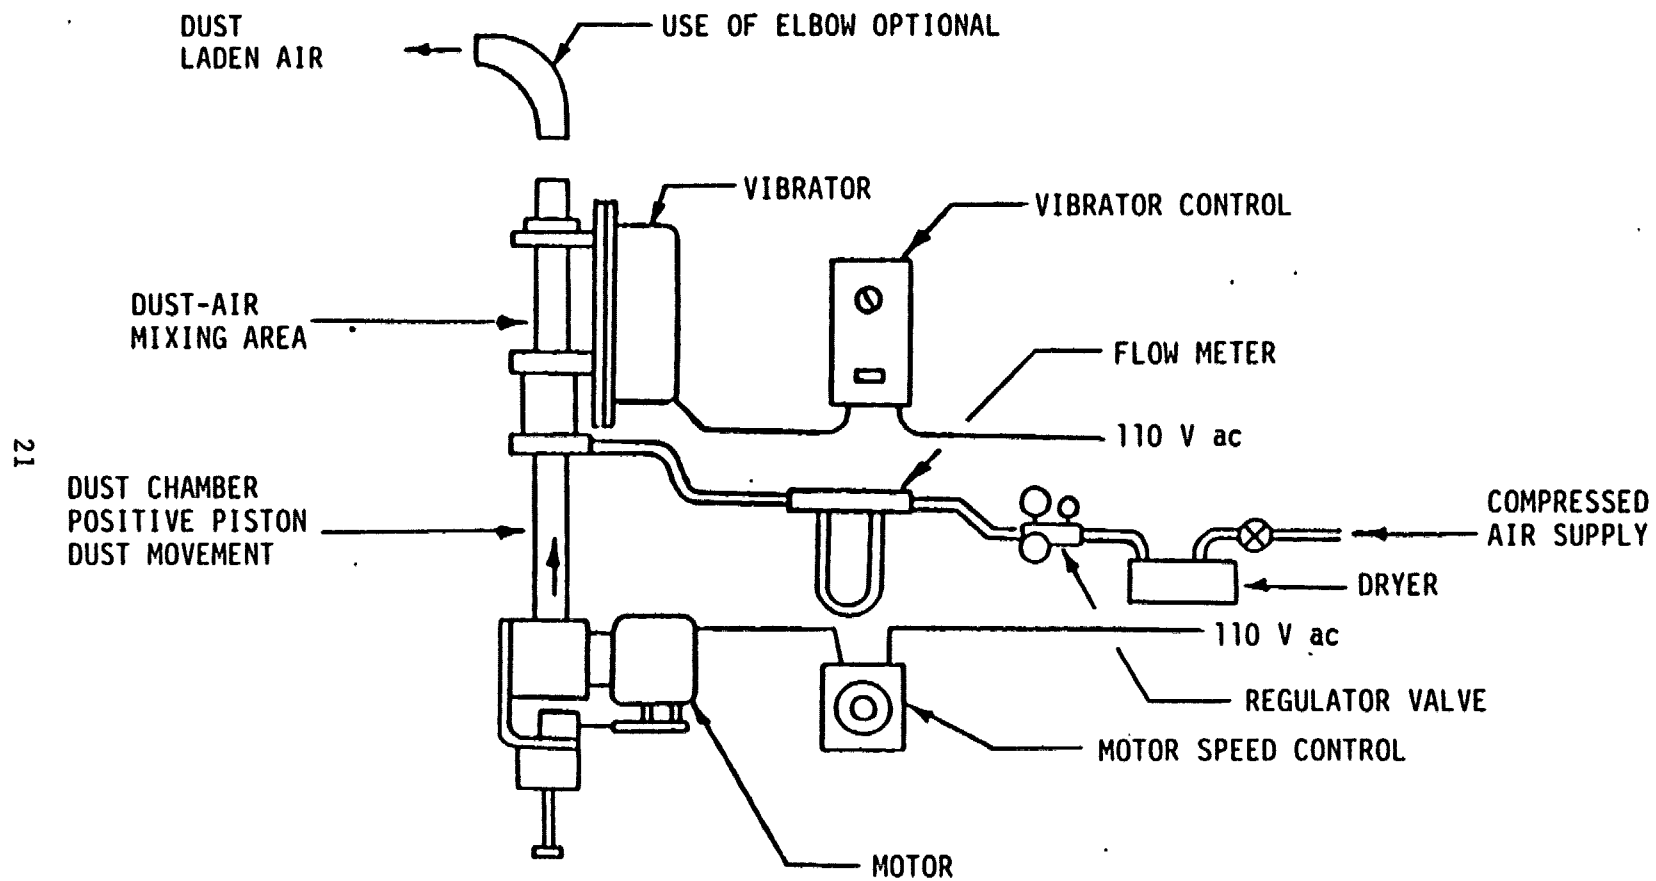 DUST
LADEN AIR
USE OF ELBOW OPTIONAL
VIBRATOR
VIBRATOR CONTROL
DUST-AIR
MIXING AREA
FLOW METER
110 V ac
21
DUST CHAMBER
POSITIVE PISTON
DUST MOVEMENT
COMPRESSED
AIR SUPPLY
DRYER
110 V ac
REGULATOR VALVE
MOTOR SPEED CONTROL
MOTOR